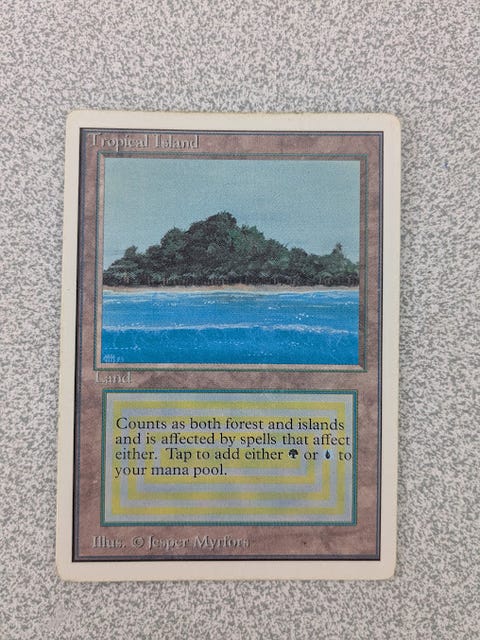 Tropical Island
Land
Counts as both forest and islands
and is affected by spells that affect
either. Tap to add either or to
your mana pool.
Illus. © Jesper Myrfors